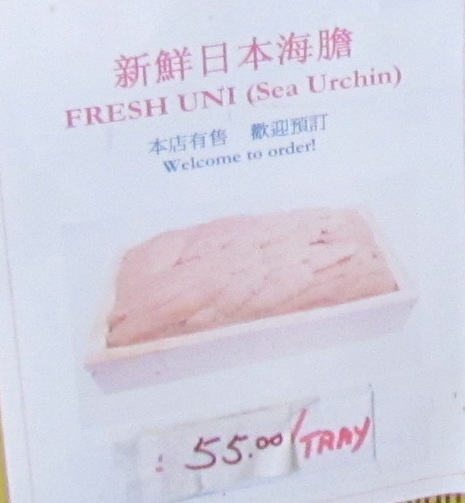 新鮮日本海膽
FRESH UNI (Sea Urchin)
本店有售 歡迎預訂
Welcome to order!
: 55.00/TRAY